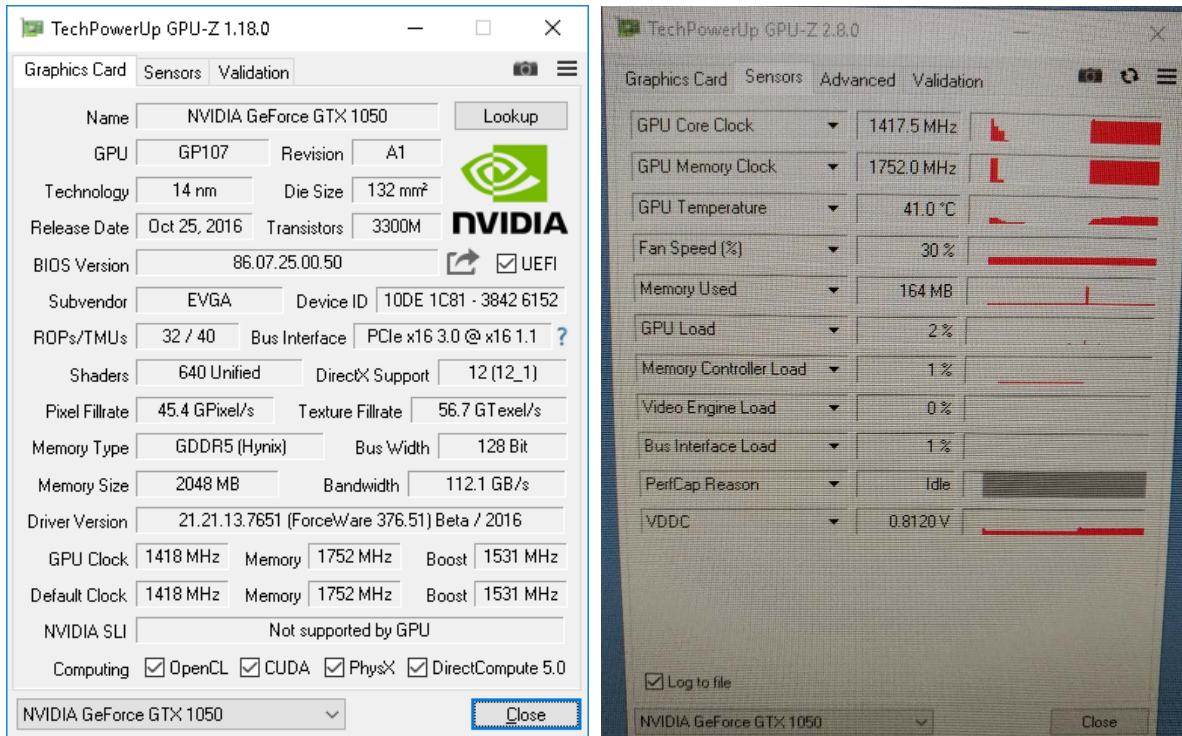 TechPowerUp GPU-Z 1.18.0
Graphics Card Sensors Validation
Name NVIDIA GeForce GTX 1050 Lookup
GPU GP107 Revision A1
Technology 14 nm Die Size 132 mm²
Release Date Oct 25, 2016 Transistors 3300M
NVIDIA
BIOS Version 86.07.25.00.50 UEFI
Subvendor EVGA Device ID 10DE 1C81 - 3842 6152
ROPs/TMUs 32 / 40 Bus Interface PCIe x16 3.0 @ x16 1.1 ?
Shaders 640 Unified DirectX Support 12 (12_1)
Pixel Fillrate 45.4 GPixel/s Texture Fillrate 56.7 GTexel/s
Memory Type GDDR5 (Hynix) Bus Width 128 Bit
Memory Size 2048 MB Bandwidth 112.1 GB/s
Driver Version 21.21.13.7651 (ForceWare 376.51) Beta / 2016
GPU Clock 1418 MHz Memory 1752 MHz Boost 1531 MHz
Default Clock 1418 MHz Memory 1752 MHz Boost 1531 MHz
NVIDIA SLI Not supported by GPU
Computing OpenCL CUDA PhysX DirectCompute 5.0
NVIDIA GeForce GTX 1050 Close
TechPowerUp GPU-Z 2.8.0
Graphics Card Sensors Advanced Validation
GPU Core Clock 1417.5 MHz
GPU Memory Clock 1752.0 MHz
GPU Temperature 41.0 °C
Fan Speed (%) 30 %
Memory Used 164 MB
GPU Load 2 %
Memory Controller Load 1 %
Video Engine Load 0 %
Bus Interface Load 1 %
PerfCap Reason Idle
VDDC 0.8120 V
Log to file
NVIDIA GeForce GTX 1050 Close